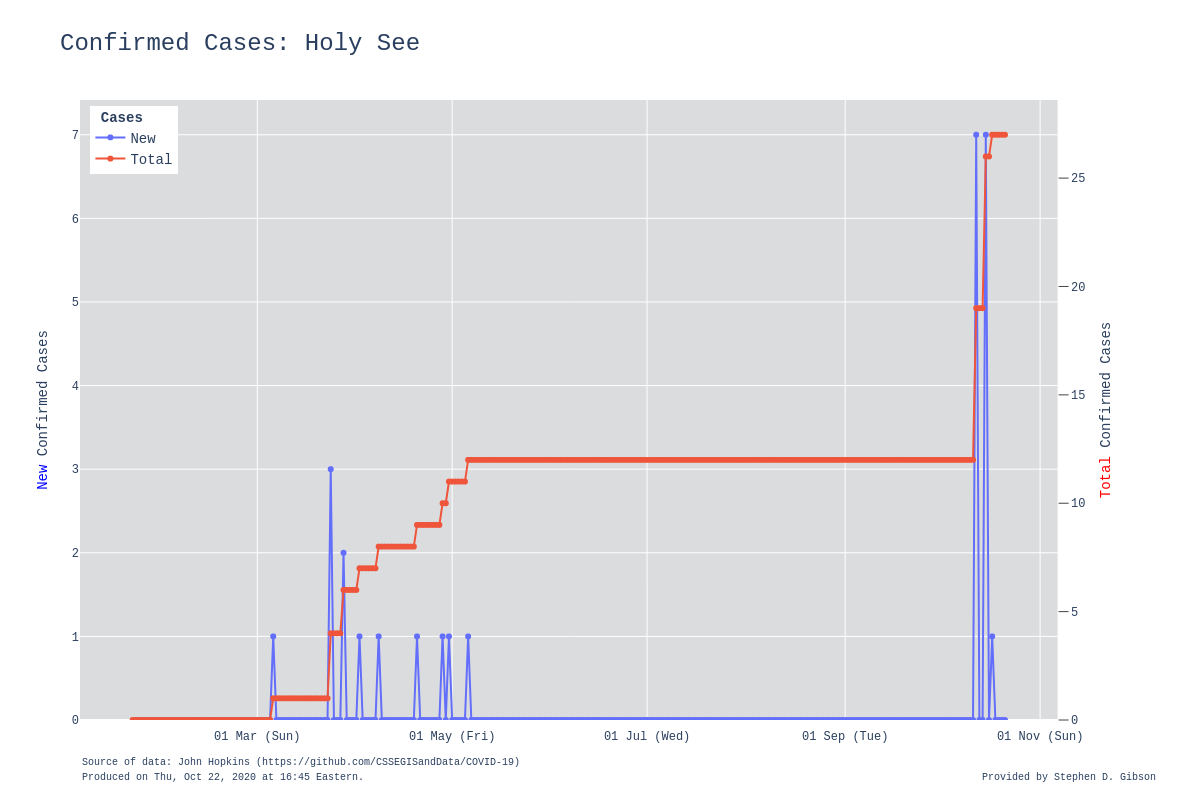 Confirmed Cases: Holy See
Cases
New
Total
7
6
5
4
3
2
1
0
New Confirmed Cases
25
20
15
10
5
0
Total Confirmed Cases
01 Mar (Sun)
01 May (Fri)
01 Jul (Wed)
01 Sep (Tue)
01 Nov (Sun)
Source of data: John Hopkins (https://github.com/CSSEGISandData/COVID-19)
Produced on Thu, Oct 22, 2020 at 16:45 Eastern.
Provided by Stephen D. Gibson